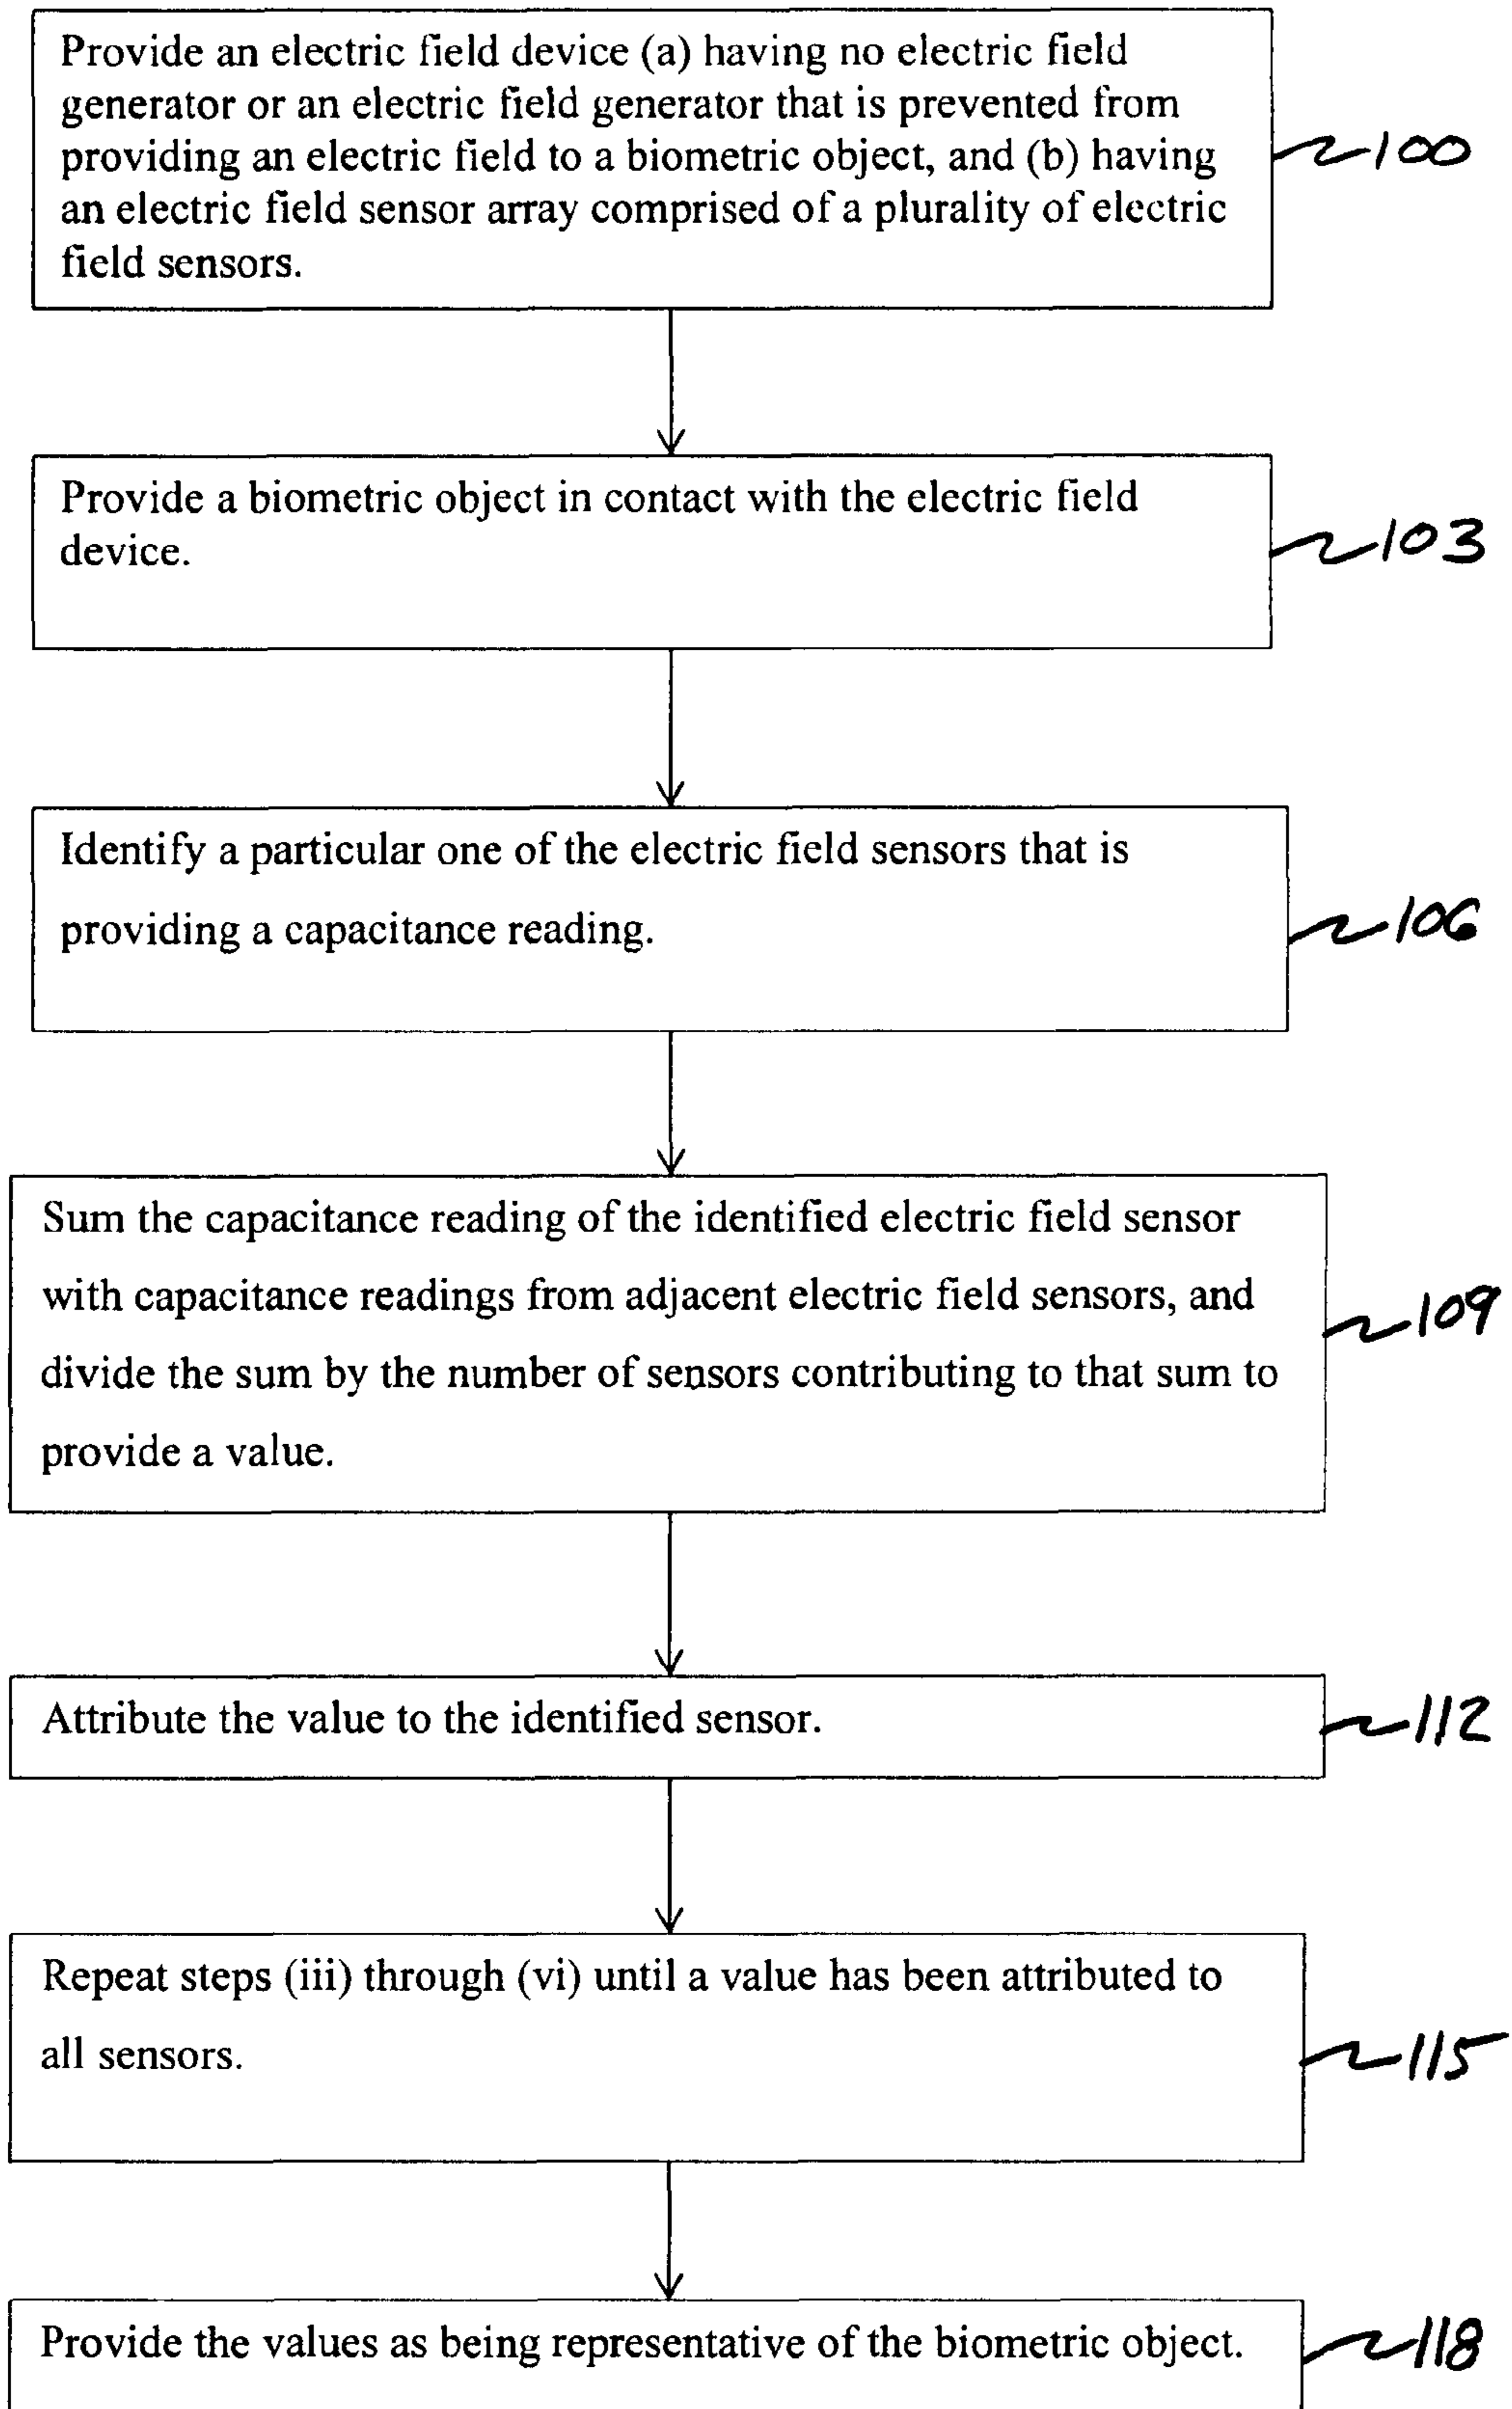 Provide an electric field device (a) having no electric field
generator or an electric field generator that is prevented from
providing an electric field to a biometric object, and (b) having
an electric field sensor array comprised of a plurality of electric
field sensors.
100
Provide a biometric object in contact with the electric field
device.
103
Identify a particular one of the electric field sensors that is
providing a capacitance reading.
106
Sum the capacitance reading of the identified electric field sensor
with capacitance readings from adjacent electric field sensors, and
divide the sum by the number of sensors contributing to that sum to
provide a value.
109
Attribute the value to the identified sensor.
112
Repeat steps (iii) through (vi) until a value has been attributed to
all sensors.
115
Provide the values as being representative of the biometric object.
118